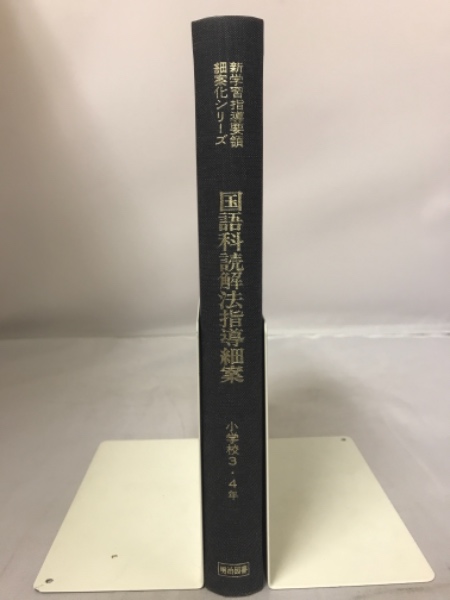 新学習指導要領
細案化シリーズ
国語科読解法指導細案
小学校3・4年
明治図書